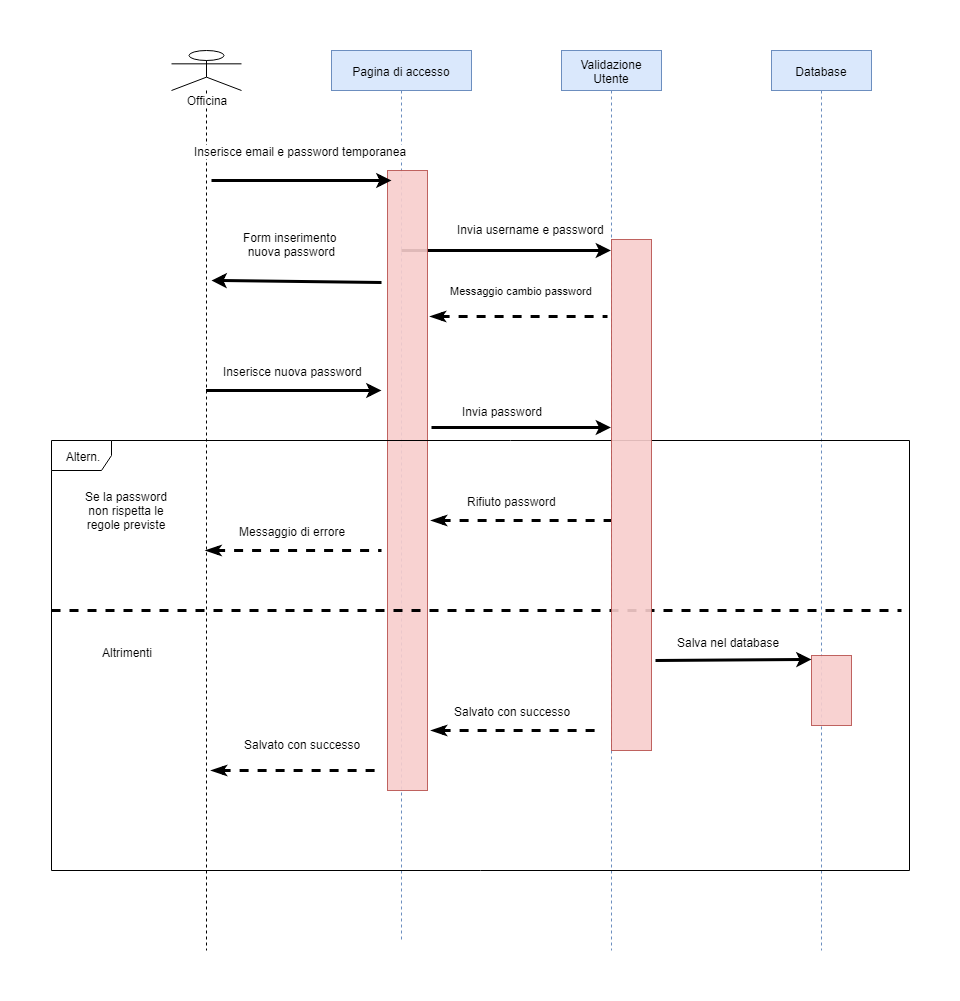 Officina
Pagina di accesso
Validazione
Utente
Database
Inserisce email e password temporanea
Invia username e password
Form inserimento
nuova password
Messaggio cambio password
Inserisce nuova password
Invia password
Altern.
Se la password
non rispetta le
regole previste
Rifiuto password
Messaggio di errore
Altrimenti
Salva nel database
Salvato con successo
Salvato con successo